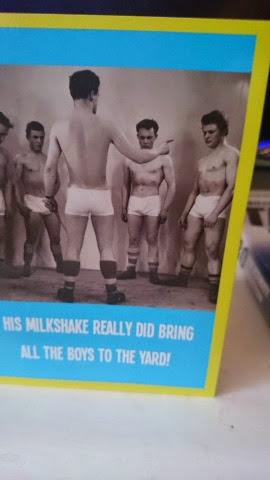 HIS MILKSHAKE REALLY DID BRING
ALL THE BOYS TO THE YARD!